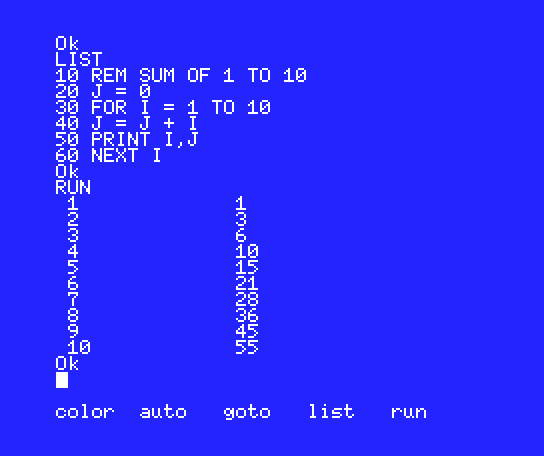 Ok
LIST
10 REM SUM OF 1 TO 10
20 J = 0
30 FOR I = 1 TO 10
40 J = J + I
50 PRINT I,J
60 NEXT I
Ok
RUN
 1             1
 2             3
 3             6
 4             10
 5             15
 6             21
 7             28
 8             36
 9             45
 10            55
Ok
color  auto   goto   list   run